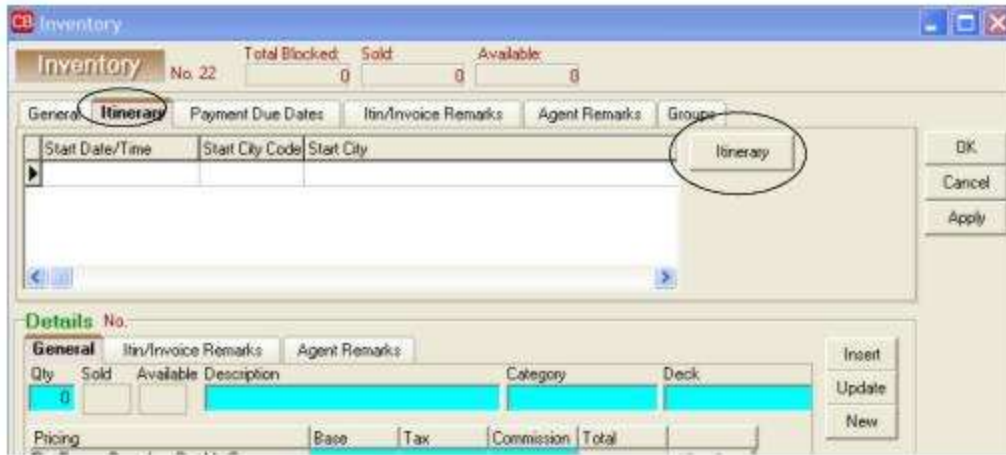 CB Inventory
Inventory No. 22 Total Blocked: Sold: Available:
0 0 0
General Itinerary Payment Due Dates Itin/Invoice Remarks Agent Remarks Groups
Start Date/Time Start City Code Start City
Itinerary
OK
Cancel
Apply
Details No.
General Itin/Invoice Remarks Agent Remarks
Insert
Qty Sold Available Description Category Deck
0
Update
New
Pricing Base Tax Commission Total